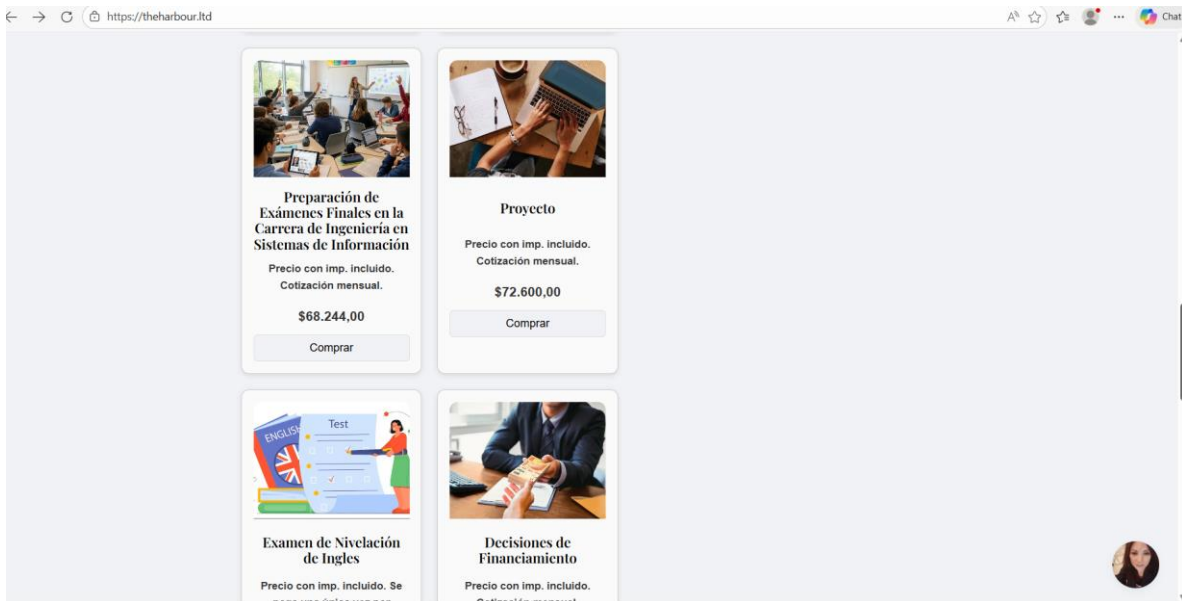 https://theharbour.ltd
Chat
Preparación de
Exámenes Finales en la
Carrera de Ingeniería en
Sistemas de Información
Precio con imp. incluido.
Cotización mensual.
$68.244,00
Comprar
Proyecto
Precio con imp. incluido.
Cotización mensual.
$72.600,00
Comprar
ENGLISH
Test
Examen de Nivelación
de Ingles
Precio con imp. incluido. Se
Decisiones de
Financiamiento
Precio con imp. incluido.
Cotización mensual.